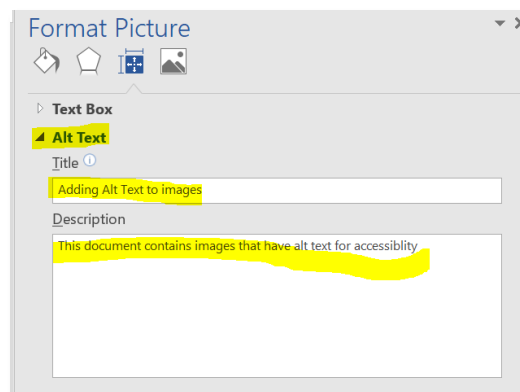 Format Picture
Text Box
Alt Text
Title
Adding Alt Text to images
Description
This document contains images that have alt text for accessiblity